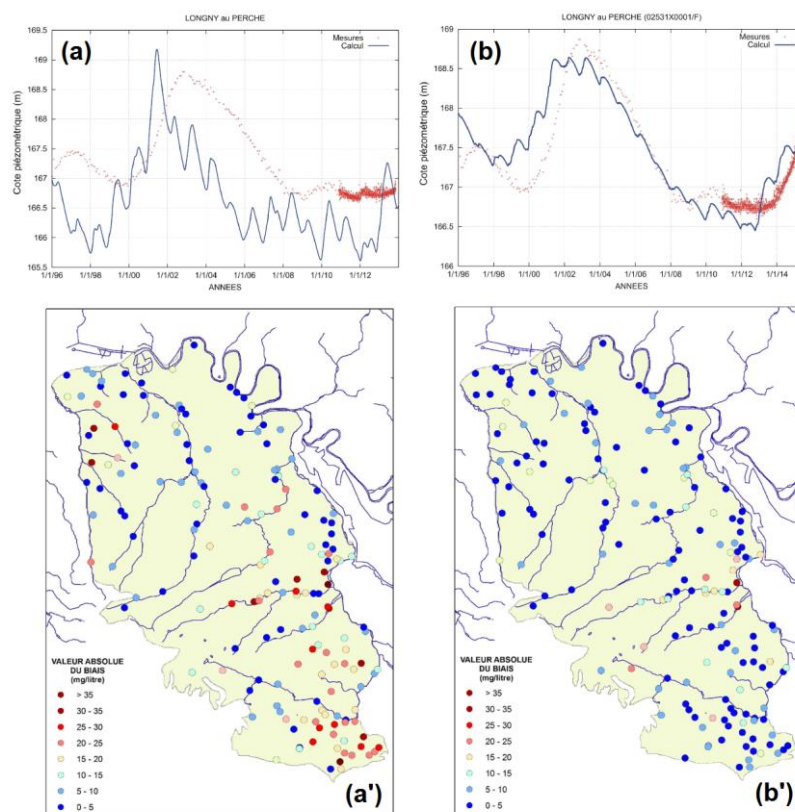 LONGNY au PERCHE
(a)
Mesures
Calcul
Cote piézometrique (m)
169.5
169
168.5
168
167.5
167
166.5
166
165.5
1/1/96
1/1/98
1/1/00
1/1/02
1/1/04
1/1/06
1/1/08
1/1/10
1/1/12
ANNEES
LONGNY au PERCHE (02531X0001/F)
(b)
Mesures
Calcul
Cote piézométrique (m)
169
168.5
168
167.5
167
166.5
166
1/1/96
1/1/98
1/1/00
1/1/02
1/1/04
1/1/06
1/1/08
1/1/10
1/1/12
1/1/14
ANNEES
VALEUR ABSOLUE
DU BIAIS
(mg/litre)
> 35
30 - 35
25 - 30
20 - 25
15 - 20
10 - 15
5 - 10
0 - 5
(a')
VALEUR ABSOLUE
DU BIAIS
(mg/litre)
> 35
30 - 35
25 - 30
20 - 25
15 - 20
10 - 15
5 - 10
0 - 5
(b')